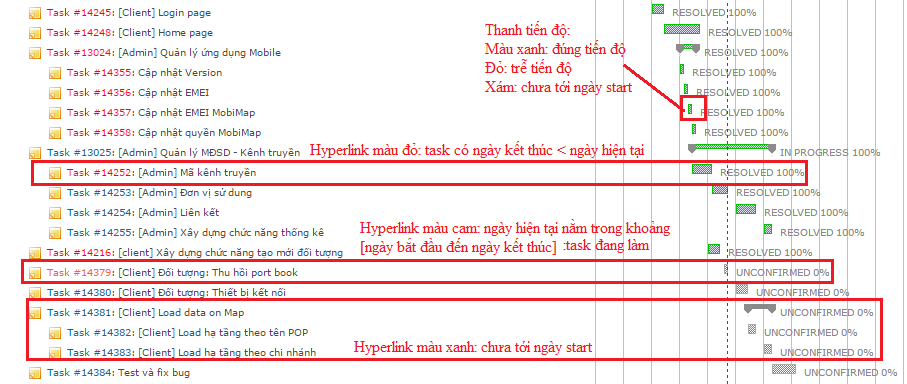 Task #14245: [Client] Login page RESOLVED 100%
Task #14248: [Client] Home page RESOLVED 100%
Thanh tiến độ:
Màu xanh: đúng tiến độ
Đỏ: trễ tiến độ
Xám: chưa tới ngày start
Task #13024: [Admin] Quản lý ứng dụng Mobile RESOLVED 100%
Task #14355: Cập nhật Version RESOLVED 100%
Task #14356: Cập nhật EMEI RESOLVED 100%
Task #14357: Cập nhật EMEI MobiMap RESOLVED 100%
Task #14358: Cập nhật quyền MobiMap RESOLVED 100%
Task #13025: [Admin] Quản lý MĐSD - Kênh truyền IN PROGRESS 100%
Hyperlink màu đỏ: task có ngày kết thúc < ngày hiện tại
Task #14252: [Admin] Mã kênh truyền RESOLVED 100%
Task #14253: [Admin] Đơn vị sử dụng RESOLVED 100%
Task #14254: [Admin] Liên kết RESOLVED 100%
Task #14255: [Admin] Xây dựng chức năng thống kê RESOLVED 100%
Hyperlink màu cam: ngày hiện tại nằm trong khoảng
[ngày bắt đầu đến ngày kết thúc] :task đang làm
Task #14216: [client] Xây dựng chức năng tạo mới đối tượng RESOLVED 100%
Task #14379: [Client] Đối tượng: Thu hồi port book UNCONFIRMED 0%
Task #14380: [Client] Đối tượng: Thiết bị kết nối UNCONFIRMED 0%
Task #14381: [Client] Load data on Map UNCONFIRMED 0%
Task #14382: [Client] Load hạ tầng theo tên POP UNCONFIRMED 0%
Task #14383: [Client] Load hạ tầng theo chi nhánh UNCONFIRMED 0%
Hyperlink màu xanh: chưa tới ngày start
Task #14384: Test và fix bug UNCONFIRMED 0%